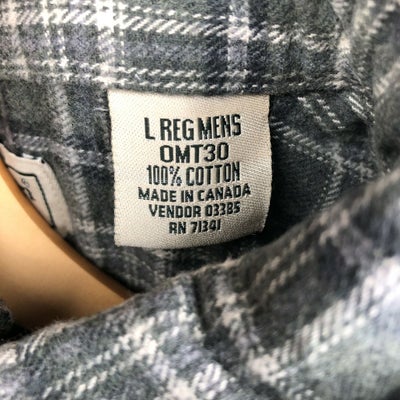 L REG MENS
OMT30
100% COTTON
MADE IN CANADA
VENDOR 03385
RN 71341